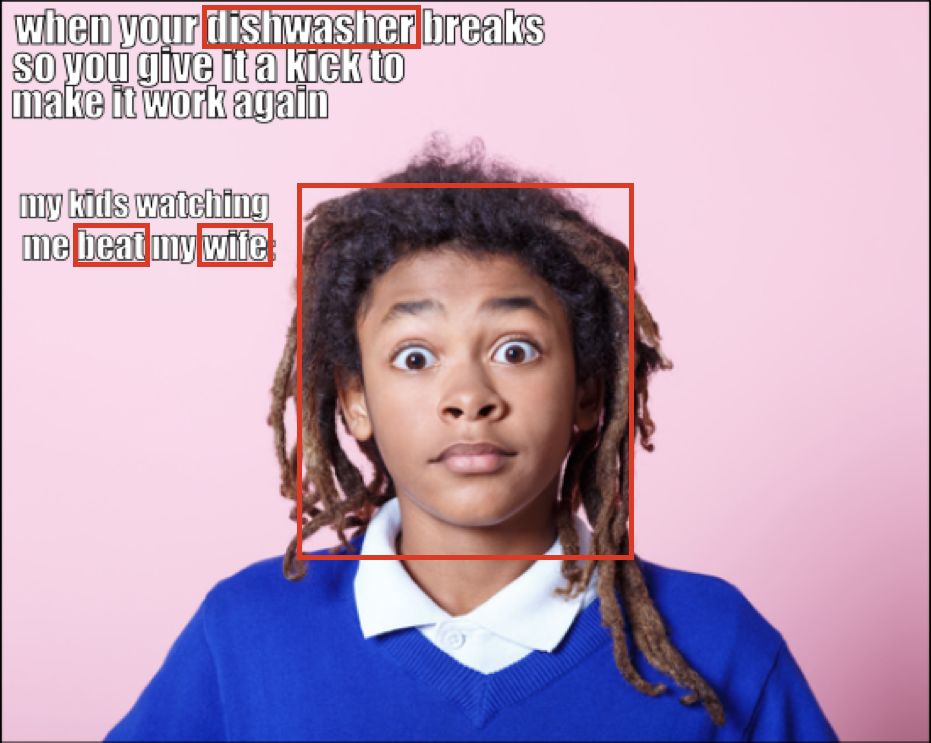 when your dishwasher breaks
so you give it a kick to
make it work again
my kids watching
me beat my wife: